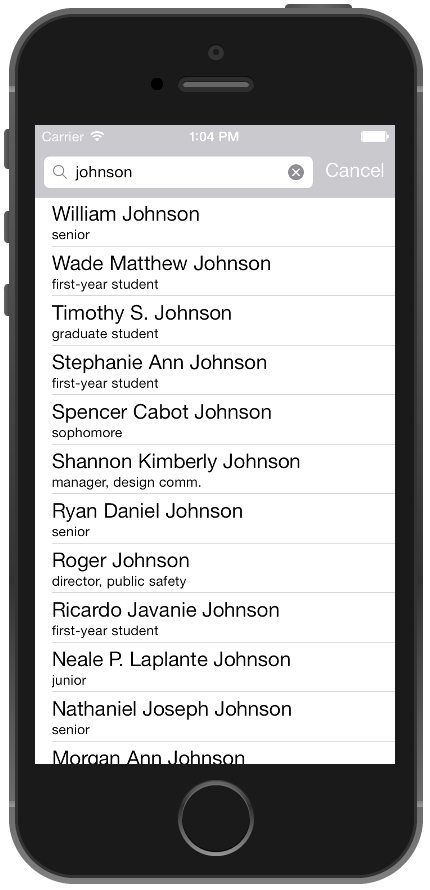 Carrier 1:04 PM
johnson Cancel
William Johnson
senior
Wade Matthew Johnson
first-year student
Timothy S. Johnson
graduate student
Stephanie Ann Johnson
first-year student
Spencer Cabot Johnson
sophomore
Shannon Kimberly Johnson
manager, design comm.
Ryan Daniel Johnson
senior
Roger Johnson
director, public safety
Ricardo Javanie Johnson
first-year student
Neale P. Laplante Johnson
junior
Nathaniel Joseph Johnson
senior
Morgan Ann Johnson